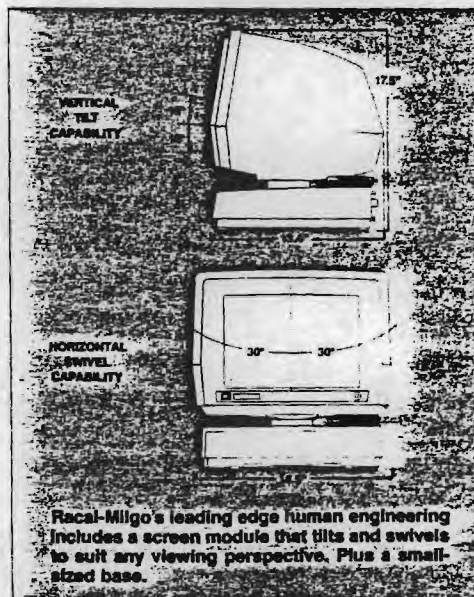 17.5"
VERTICAL
TILT
CAPABILITY
HORIZONTAL
SWIVEL
CAPABILITY
30° 30°
Racal-Milgo's leading edge human engineering
includes a screen module that tilts and swivels
to suit any viewing perspective. Plus a small-
sized base.